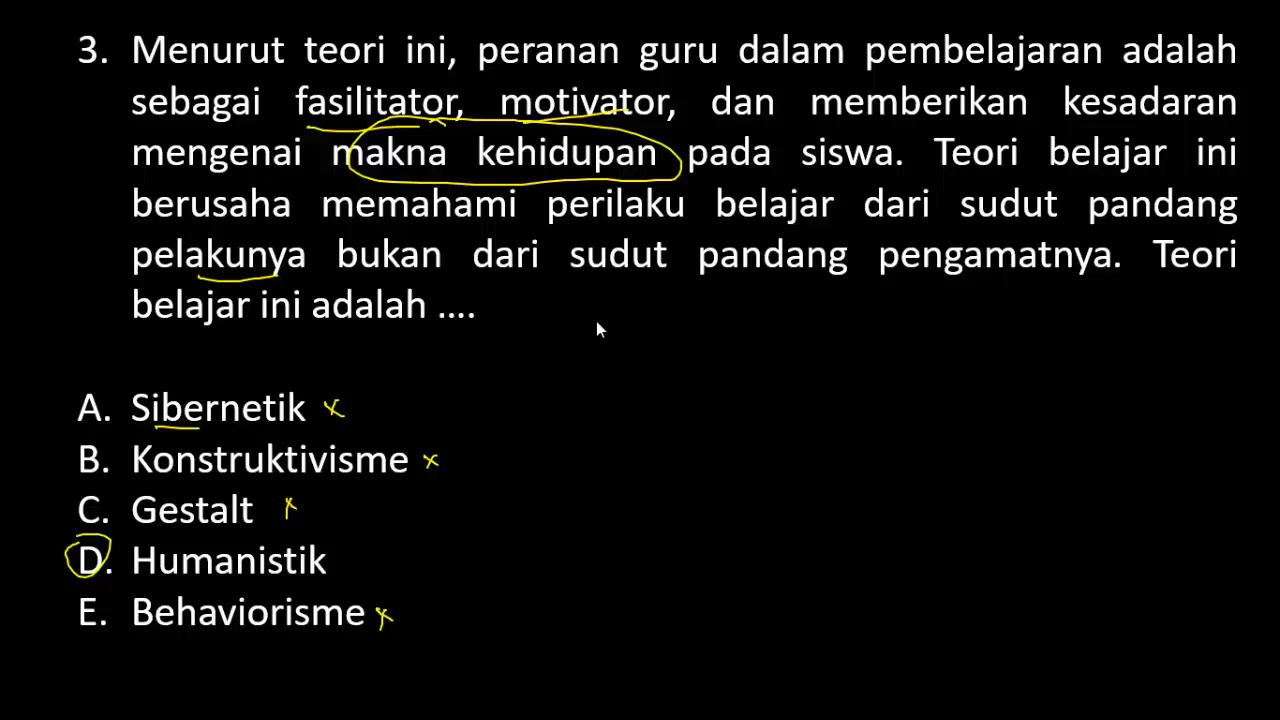 3. Menurut teori ini, peranan guru dalam pembelajaran adalah
sebagai fasilitator, motivator, dan memberikan kesadaran
mengenai makna kehidupan pada siswa. Teori belajar ini
berusaha memahami perilaku belajar dari sudut pandang
pelakunya bukan dari sudut pandang pengamatnya. Teori
belajar ini adalah ....
A. Sibernetik x
B. Konstruktivisme x
C. Gestalt x
D. Humanistik
E. Behaviorisme x